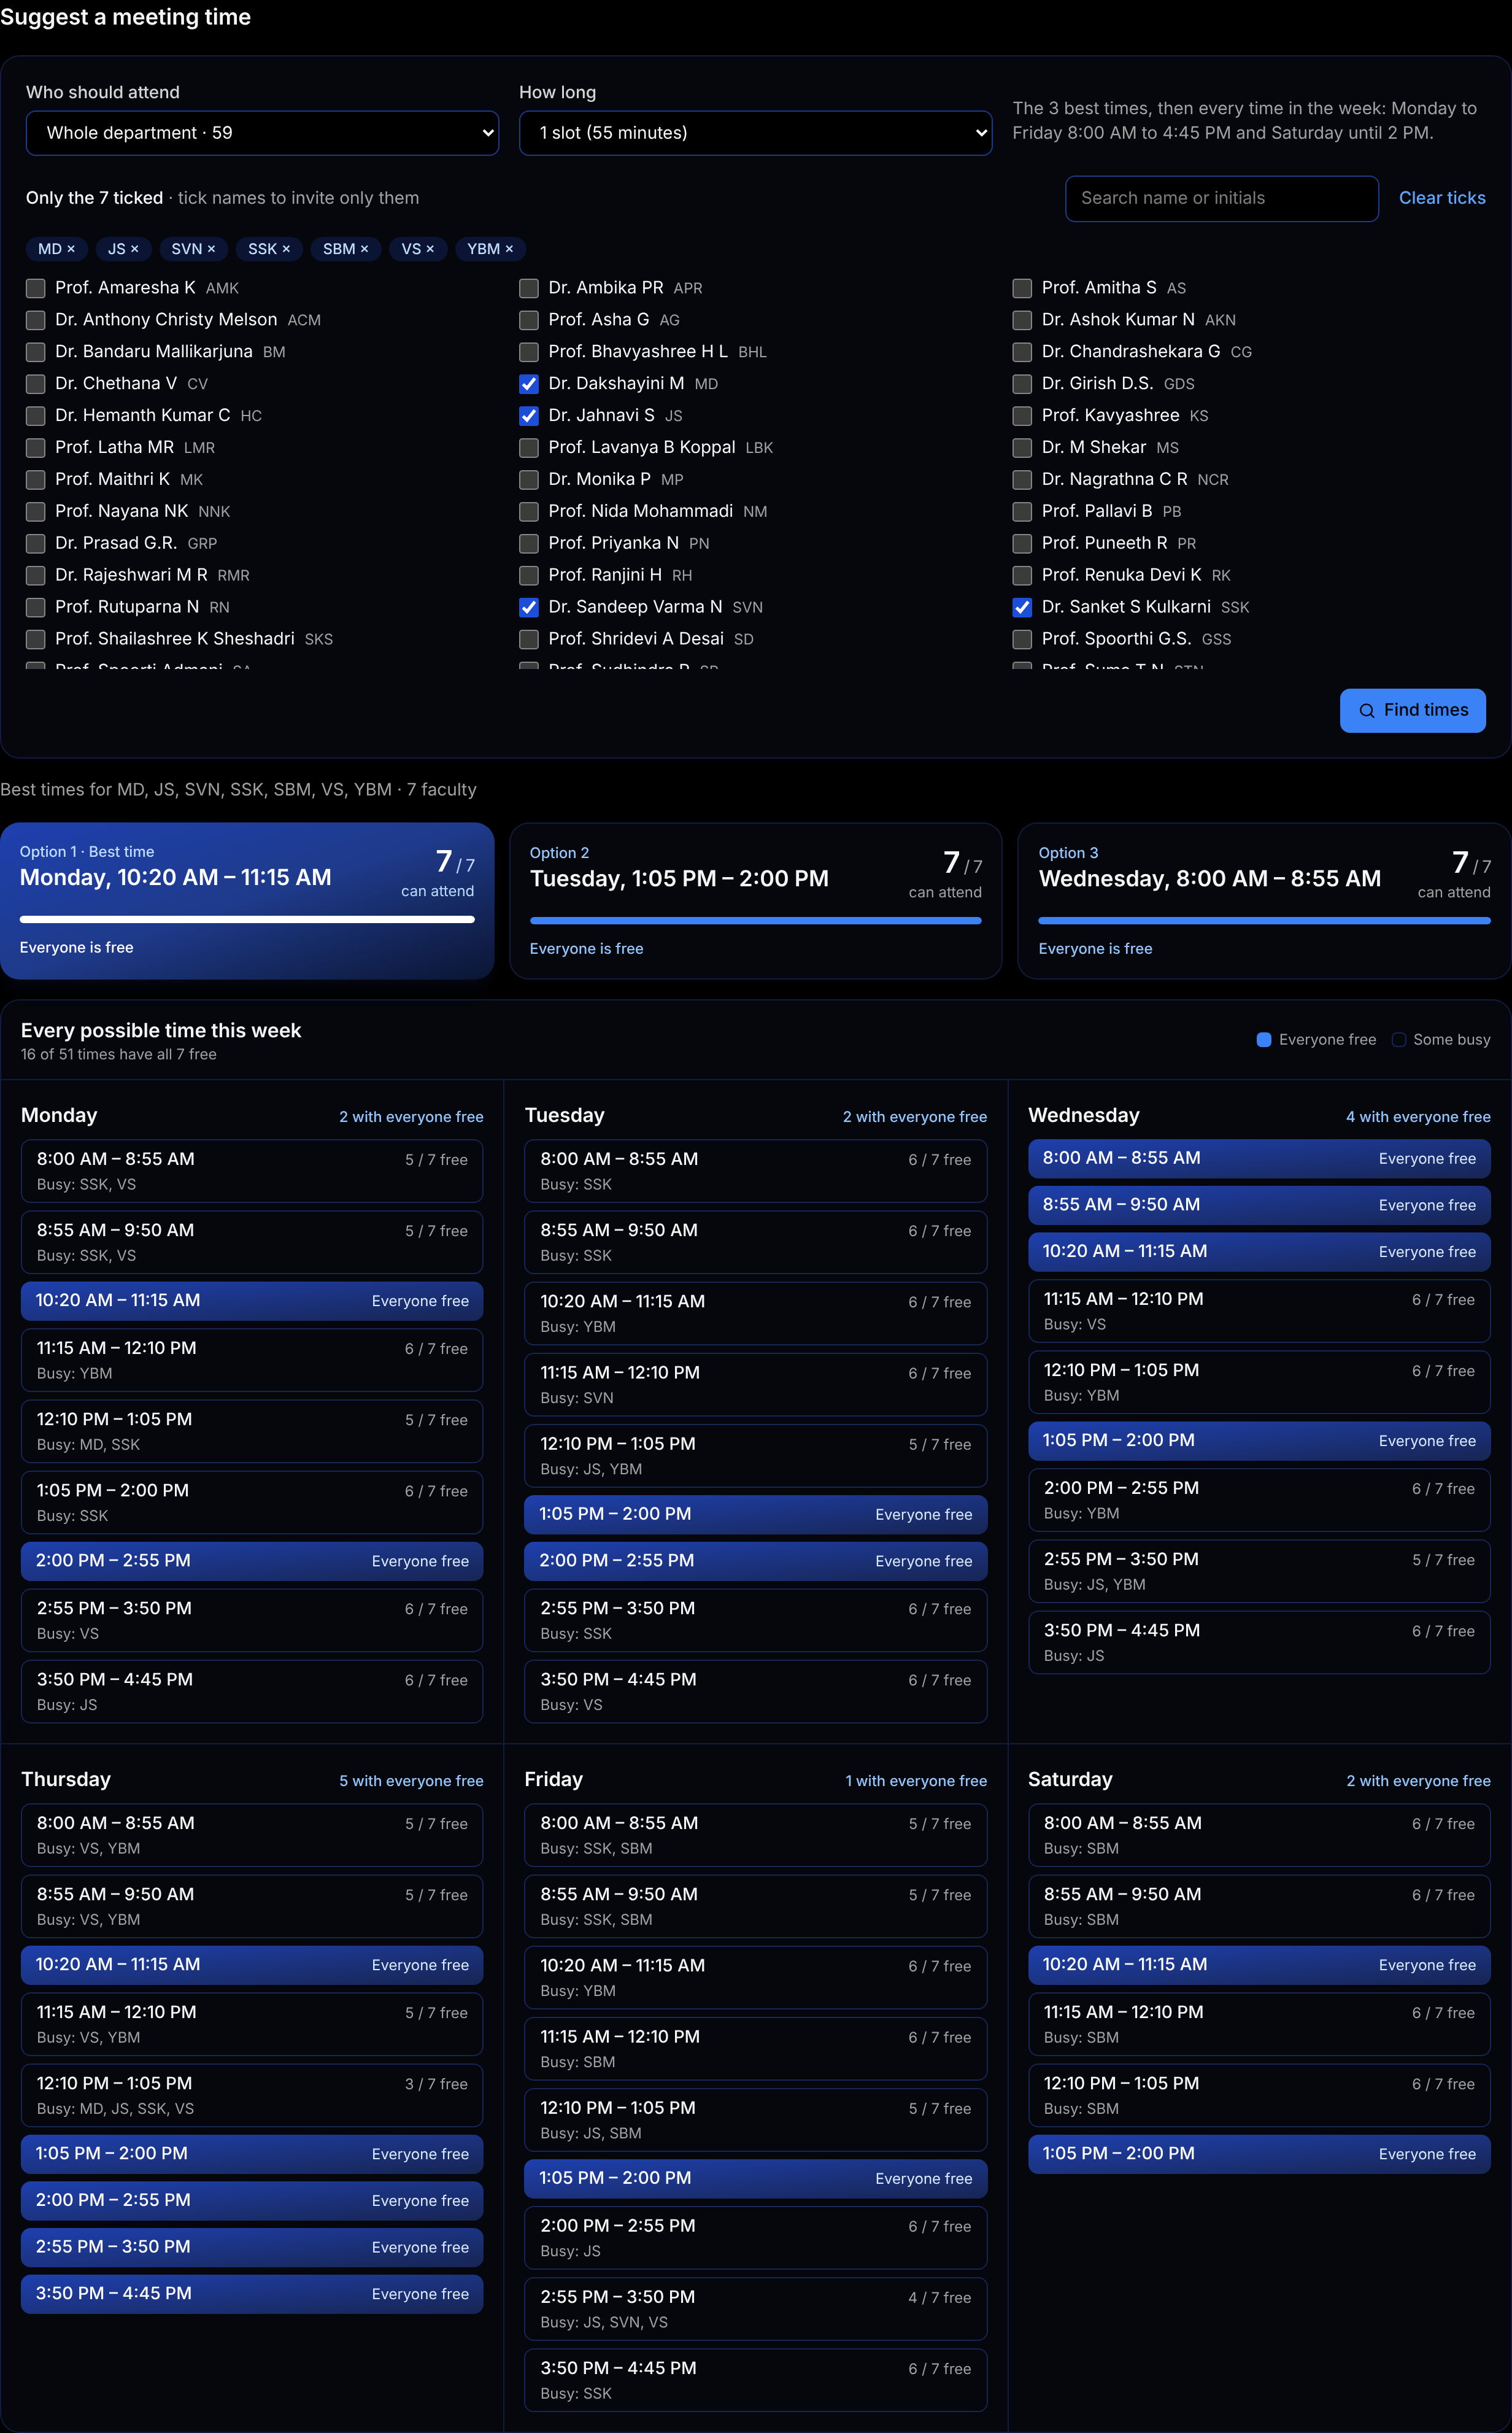 Suggest a meeting time
Who should attend
Whole department · 59
How long
1 slot (55 minutes)
The 3 best times, then every time in the week: Monday to
Friday 8:00 AM to 4:45 PM and Saturday until 2 PM.
Only the 7 ticked · tick names to invite only them
Search name or initials
Clear ticks
MD × JS × SVN × SSK × SBM × VS × YBM ×
Prof. Amaresha K AMK
Dr. Ambika PR APR
Prof. Amitha S AS
Dr. Anthony Christy Melson ACM
Prof. Asha G AG
Dr. Ashok Kumar N AKN
Dr. Bandaru Mallikarjuna BM
Prof. Bhavyashree H L BHL
Dr. Chandrashekara G CG
Dr. Chethana V CV
Dr. Dakshayini M MD
Dr. Girish D.S. GDS
Dr. Hemanth Kumar C HC
Dr. Jahnavi S JS
Prof. Kavyashree KS
Prof. Latha MR LMR
Prof. Lavanya B Koppal LBK
Dr. M Shekar MS
Prof. Maithri K MK
Dr. Monika P MP
Dr. Nagrathna C R NCR
Prof. Nayana NK NNK
Prof. Nida Mohammadi NM
Prof. Pallavi B PB
Dr. Prasad G.R. GRP
Prof. Priyanka N PN
Prof. Puneeth R PR
Dr. Rajeshwari M R RMR
Prof. Ranjini H RH
Prof. Renuka Devi K RK
Prof. Rutuparna N RN
Dr. Sandeep Varma N SVN
Dr. Sanket S Kulkarni SSK
Prof. Shailashree K Sheshadri SKS
Prof. Shridevi A Desai SD
Prof. Spoorthi G.S. GSS
Find times
Best times for MD, JS, SVN, SSK, SBM, VS, YBM · 7 faculty
Option 1 · Best time
Monday, 10:20 AM – 11:15 AM
7 / 7
can attend
Everyone is free
Option 2
Tuesday, 1:05 PM – 2:00 PM
7 / 7
can attend
Everyone is free
Option 3
Wednesday, 8:00 AM – 8:55 AM
7 / 7
can attend
Everyone is free
Every possible time this week
16 of 51 times have all 7 free
Everyone free
Some busy
Monday 2 with everyone free
8:00 AM – 8:55 AM 5 / 7 free
Busy: SSK, VS
8:55 AM – 9:50 AM 5 / 7 free
Busy: SSK, VS
10:20 AM – 11:15 AM Everyone free
11:15 AM – 12:10 PM 6 / 7 free
Busy: YBM
12:10 PM – 1:05 PM 5 / 7 free
Busy: MD, SSK
1:05 PM – 2:00 PM 6 / 7 free
Busy: SSK
2:00 PM – 2:55 PM Everyone free
2:55 PM – 3:50 PM 6 / 7 free
Busy: VS
3:50 PM – 4:45 PM 6 / 7 free
Busy: JS
Tuesday 2 with everyone free
8:00 AM – 8:55 AM 6 / 7 free
Busy: SSK
8:55 AM – 9:50 AM 6 / 7 free
Busy: SSK
10:20 AM – 11:15 AM 6 / 7 free
Busy: YBM
11:15 AM – 12:10 PM 6 / 7 free
Busy: SVN
12:10 PM – 1:05 PM 5 / 7 free
Busy: JS, YBM
1:05 PM – 2:00 PM Everyone free
2:00 PM – 2:55 PM Everyone free
2:55 PM – 3:50 PM 6 / 7 free
Busy: SSK
3:50 PM – 4:45 PM 6 / 7 free
Busy: VS
Wednesday 4 with everyone free
8:00 AM – 8:55 AM Everyone free
8:55 AM – 9:50 AM Everyone free
10:20 AM – 11:15 AM Everyone free
11:15 AM – 12:10 PM 6 / 7 free
Busy: VS
12:10 PM – 1:05 PM 6 / 7 free
Busy: YBM
1:05 PM – 2:00 PM Everyone free
2:00 PM – 2:55 PM 6 / 7 free
Busy: YBM
2:55 PM – 3:50 PM 5 / 7 free
Busy: JS, YBM
3:50 PM – 4:45 PM 6 / 7 free
Busy: JS
Thursday 5 with everyone free
8:00 AM – 8:55 AM 5 / 7 free
Busy: VS, YBM
8:55 AM – 9:50 AM 5 / 7 free
Busy: VS, YBM
10:20 AM – 11:15 AM Everyone free
11:15 AM – 12:10 PM 5 / 7 free
Busy: VS, YBM
12:10 PM – 1:05 PM 3 / 7 free
Busy: MD, JS, SSK, VS
1:05 PM – 2:00 PM Everyone free
2:00 PM – 2:55 PM Everyone free
2:55 PM – 3:50 PM Everyone free
3:50 PM – 4:45 PM Everyone free
Friday 1 with everyone free
8:00 AM – 8:55 AM 5 / 7 free
Busy: SSK, SBM
8:55 AM – 9:50 AM 5 / 7 free
Busy: SSK, SBM
10:20 AM – 11:15 AM 6 / 7 free
Busy: YBM
11:15 AM – 12:10 PM 6 / 7 free
Busy: SBM
12:10 PM – 1:05 PM 5 / 7 free
Busy: JS, SBM
1:05 PM – 2:00 PM Everyone free
2:00 PM – 2:55 PM 6 / 7 free
Busy: JS
2:55 PM – 3:50 PM 4 / 7 free
Busy: JS, SVN, VS
3:50 PM – 4:45 PM 6 / 7 free
Busy: SSK
Saturday 2 with everyone free
8:00 AM – 8:55 AM 6 / 7 free
Busy: SBM
8:55 AM – 9:50 AM 6 / 7 free
Busy: SBM
10:20 AM – 11:15 AM Everyone free
11:15 AM – 12:10 PM 6 / 7 free
Busy: SBM
12:10 PM – 1:05 PM 6 / 7 free
Busy: SBM
1:05 PM – 2:00 PM Everyone free